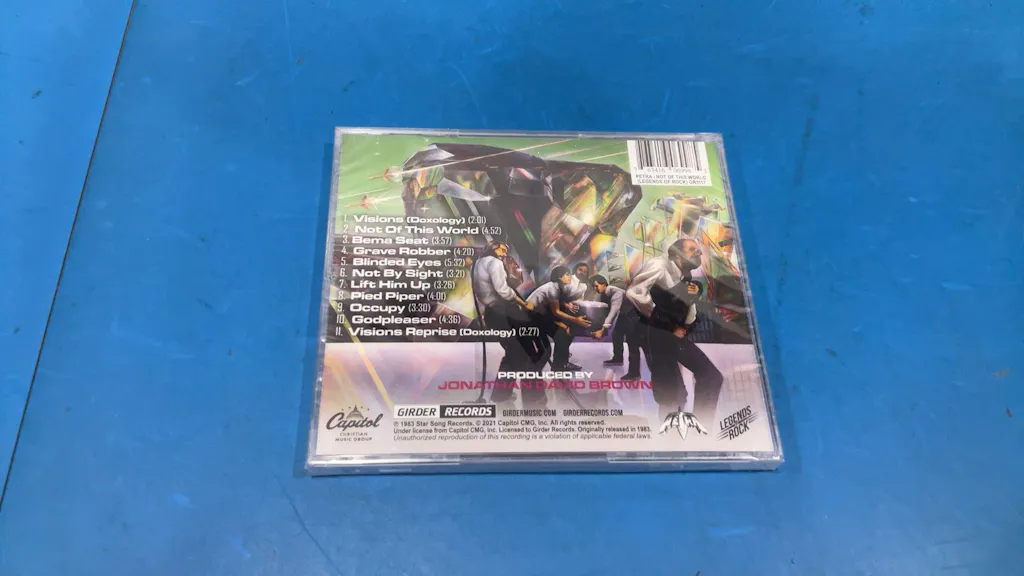 PETRA - NOT OF THIS WORLD
(LEGENDS OF ROCK) GR1117
1. Visions (Doxology) (2:01)
2. Not Of This World (4:52)
3. Bema Seat (3:57)
4. Grave Robber (4:20)
5. Blinded Eyes (5:32)
6. Not By Sight (3:21)
7. Lift Him Up (3:26)
8. Pied Piper (4:01)
9. Occupy (3:30)
10. Godpleaser (4:36)
11. Visions Reprise (Doxology) (2:27)
PRODUCED BY
JONATHAN DAVID BROWN
Capitol
CHRISTIAN
MUSIC GROUP
GIRDER RECORDS GIRDERMUSIC.COM GIRDERRECORDS.COM
℗ 1983 Star Song Records. © 2021 Capitol CMG, Inc. All rights reserved.
Under license from Capitol CMG, Inc. Licensed to Girder Records. Originally released in 1983.
Unauthorized reproduction of this recording is a violation of applicable federal laws.
LEGENDS
ROCK